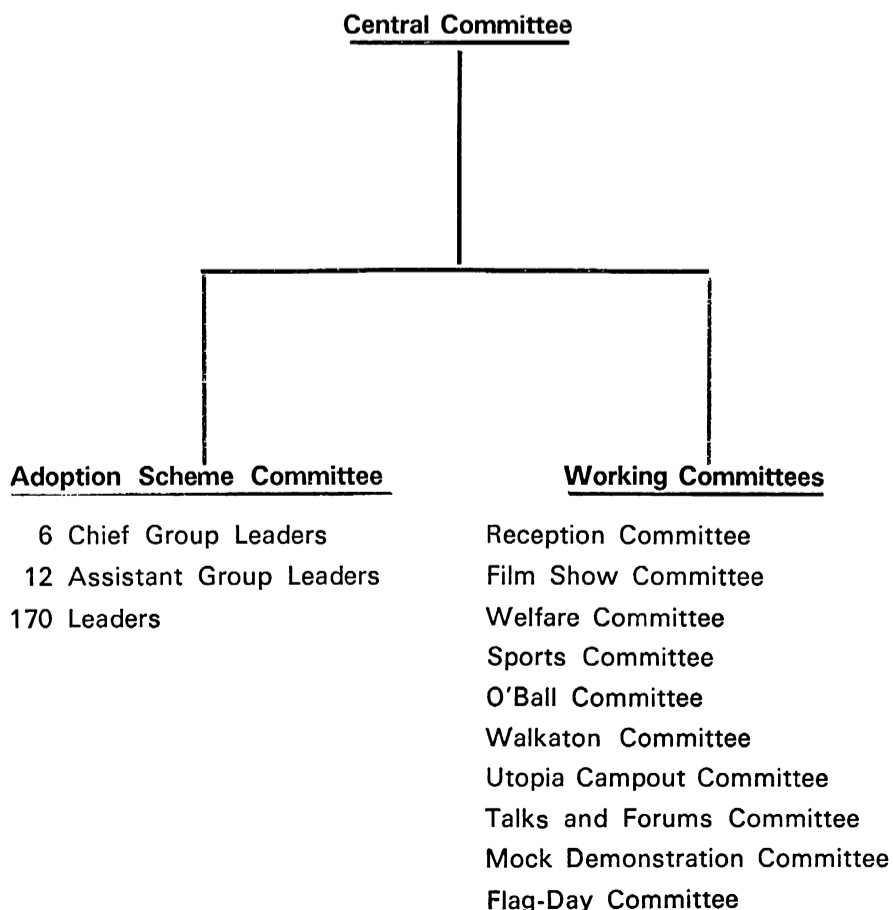 Central Committee
Adoption Scheme Committee
6 Chief Group Leaders
12 Assistant Group Leaders
170 Leaders
Working Committees
Reception Committee
Film Show Committee
Welfare Committee
Sports Committee
O'Ball Committee
Walkaton Committee
Utopia Campout Committee
Talks and Forums Committee
Mock Demonstration Committee
Flag-Day Committee